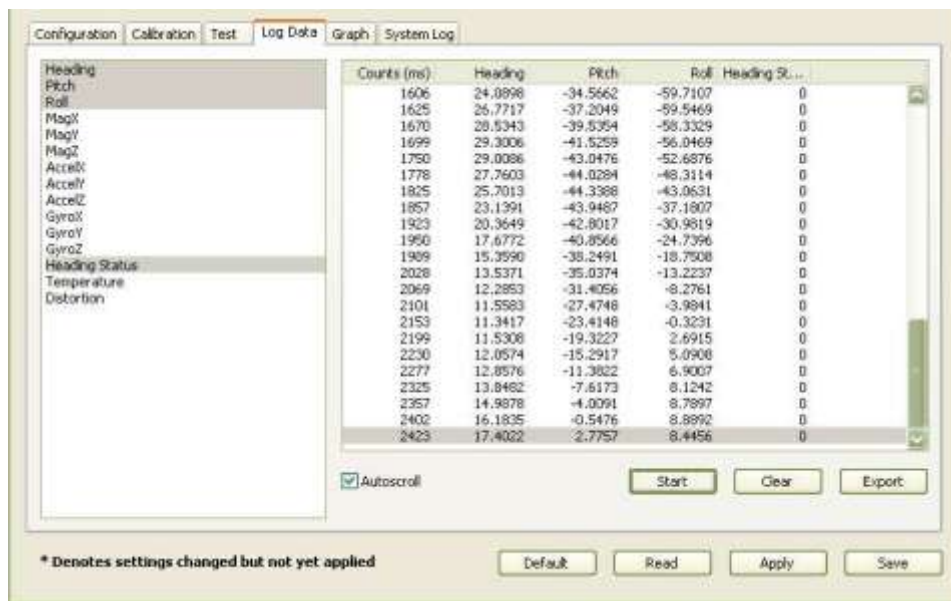 Configuration Calibration Test Log Data Graph System Log
Heading
Pitch
Roll
MagX
MagY
MagZ
AccelX
AccelY
AccelZ
GyroX
GyroY
GyroZ
Heading Status
Temperature
Distortion
Counts (ms) Heading Pitch Roll Heading St...
1606 24.0898 -34.5662 -59.7107 0
1625 26.7717 -37.2049 -59.5469 0
1670 28.5343 -39.5354 -58.3329 0
1699 29.3006 -41.5259 -56.0469 0
1750 29.0086 -43.0476 -52.6876 0
1778 27.7603 -44.0284 -48.3114 0
1825 25.7013 -44.3388 -43.0631 0
1857 23.1391 -43.9487 -37.1807 0
1923 20.3649 -42.8017 -30.9819 0
1950 17.6772 -40.8566 -24.7396 0
1989 15.3590 -38.2491 -18.7508 0
2028 13.5371 -35.0374 -13.2237 0
2069 12.2853 -31.4056 -8.2761 0
2101 11.5583 -27.4748 -3.9841 0
2153 11.3417 -23.4148 -0.3231 0
2199 11.5308 -19.3227 2.6915 0
2230 12.0574 -15.2917 5.0908 0
2277 12.8576 -11.3822 6.9007 0
2325 13.8482 -7.6173 8.1242 0
2357 14.9878 -4.0091 8.7897 0
2402 16.1835 -0.5476 8.8892 0
2423 17.4022 2.7757 8.4456 0
Autoscroll Start Clear Export
* Denotes settings changed but not yet applied Default Read Apply Save